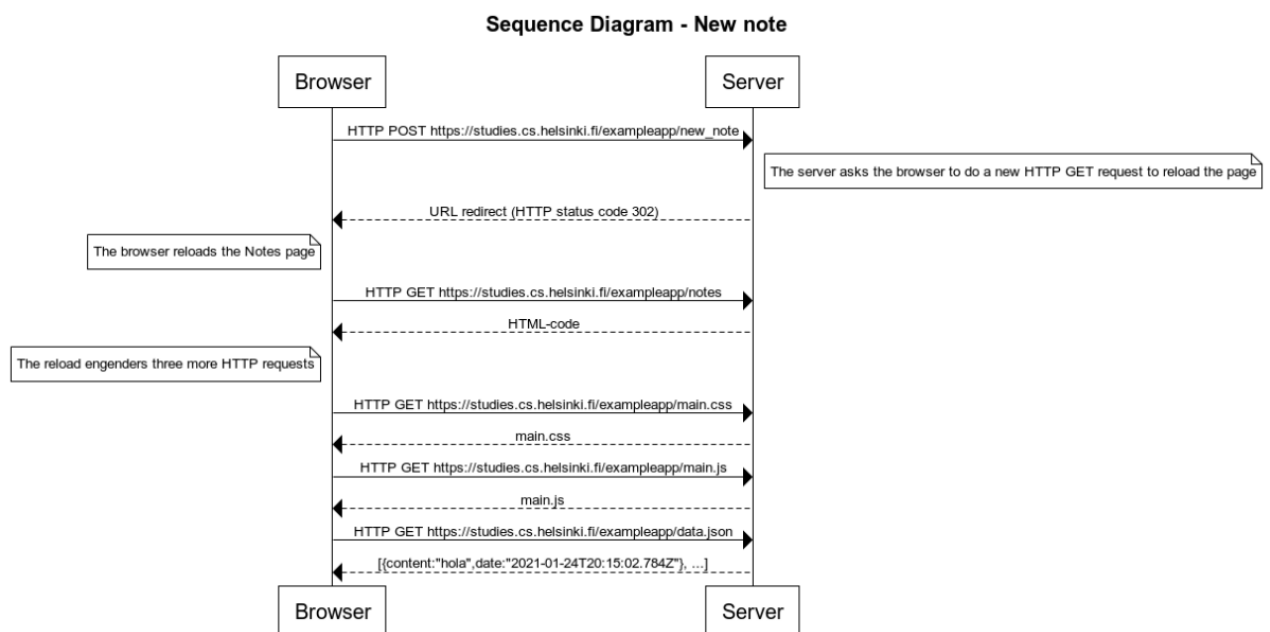 Sequence Diagram - New note
Browser
Server
HTTP POST https://studies.cs.helsinki.fi/exampleapp/new_note
The server asks the browser to do a new HTTP GET request to reload the page
URL redirect (HTTP status code 302)
The browser reloads the Notes page
HTTP GET https://studies.cs.helsinki.fi/exampleapp/notes
HTML-code
The reload engenders three more HTTP requests
HTTP GET https://studies.cs.helsinki.fi/exampleapp/main.css
main.css
HTTP GET https://studies.cs.helsinki.fi/exampleapp/main.js
main.js
HTTP GET https://studies.cs.helsinki.fi/exampleapp/data.json
[{content:"hola",date:"2021-01-24T20:15:02.784Z"}, ...]
Browser
Server